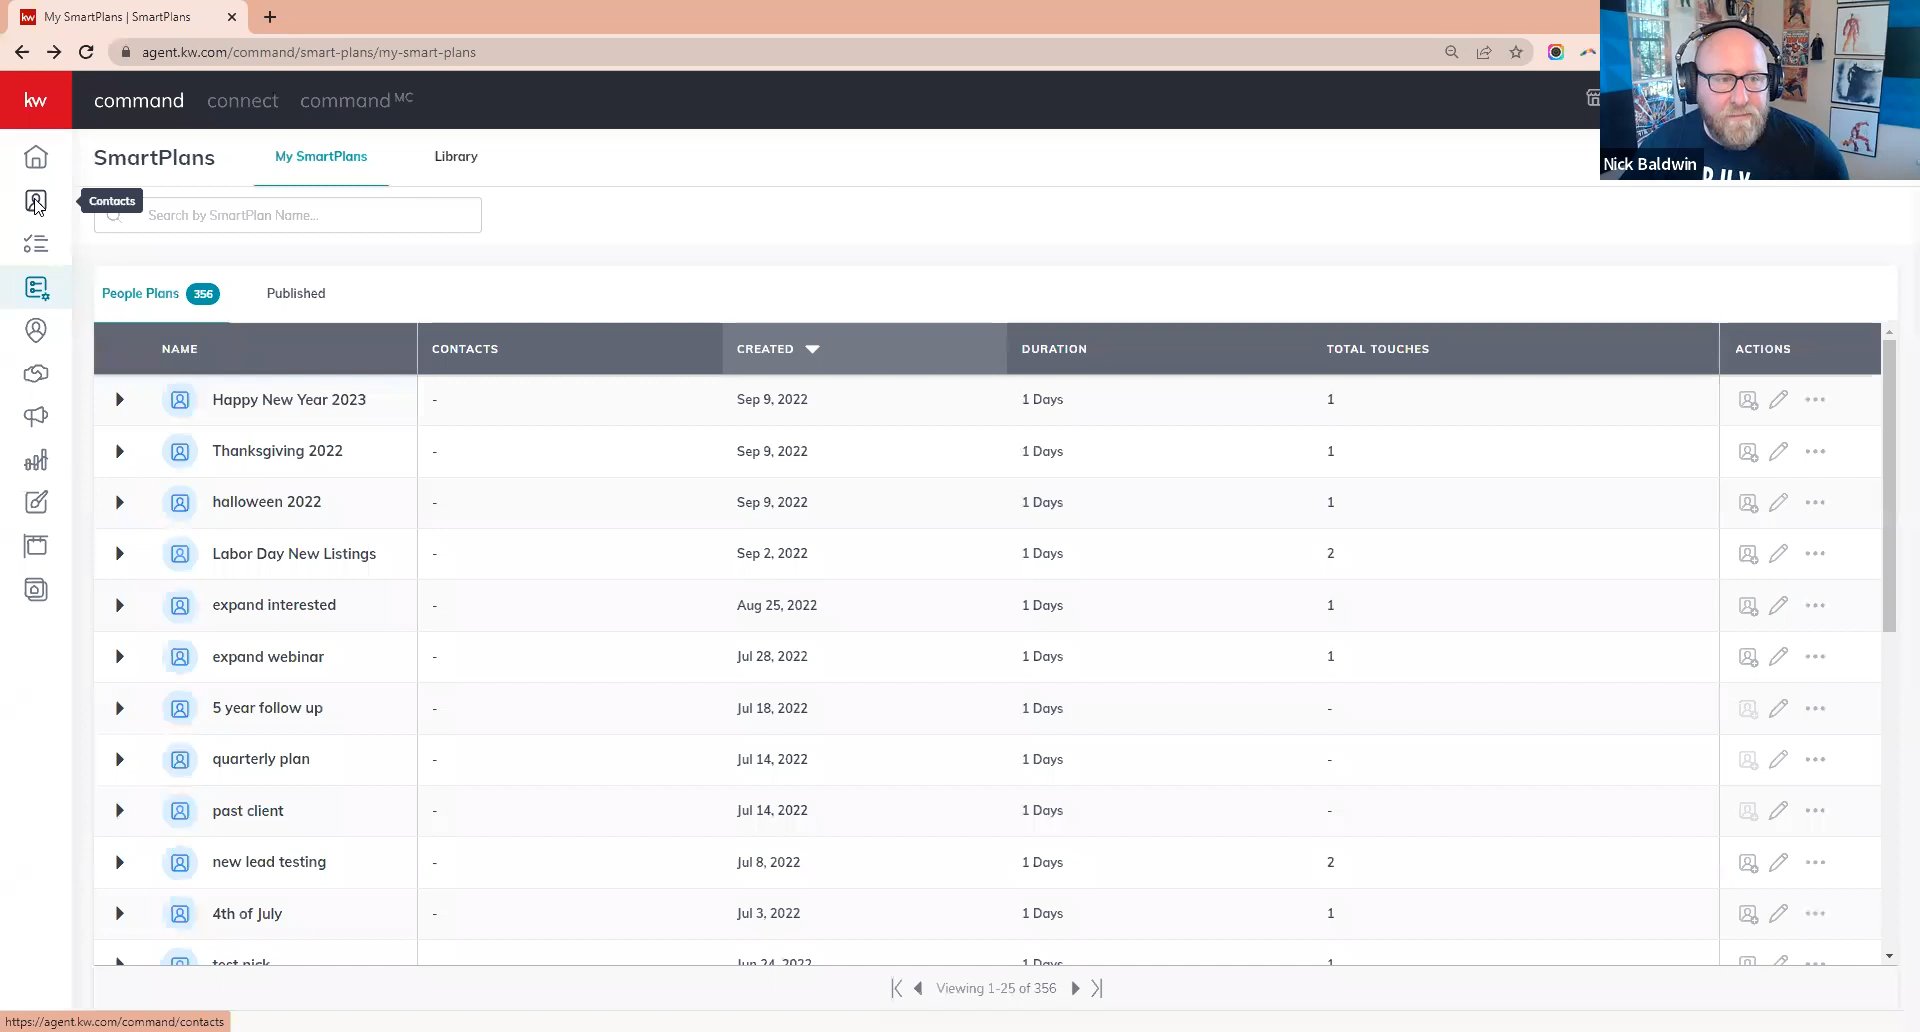 kw My SmartPlans | SmartPlans
agent.kw.com/command/smart-plans/my-smart-plans
kw command connect command MC
SmartPlans My SmartPlans Library
Contacts
Search by SmartPlan Name...
People Plans 356 Published
NAME CONTACTS CREATED DURATION TOTAL TOUCHES ACTIONS
Happy New Year 2023 - Sep 9, 2022 1 Days 1
Thanksgiving 2022 - Sep 9, 2022 1 Days 1
halloween 2022 - Sep 9, 2022 1 Days 1
Labor Day New Listings - Sep 2, 2022 1 Days 2
expand interested - Aug 25, 2022 1 Days 1
expand webinar - Jul 28, 2022 1 Days 1
5 year follow up - Jul 18, 2022 1 Days -
quarterly plan - Jul 14, 2022 1 Days -
past client - Jul 14, 2022 1 Days -
new lead testing - Jul 8, 2022 1 Days 2
4th of July - Jul 3, 2022 1 Days 1
test nick Jun 24, 2022 1 Days 1
Viewing 1-25 of 356
https://agent.kw.com/command/contacts
Nick Baldwin